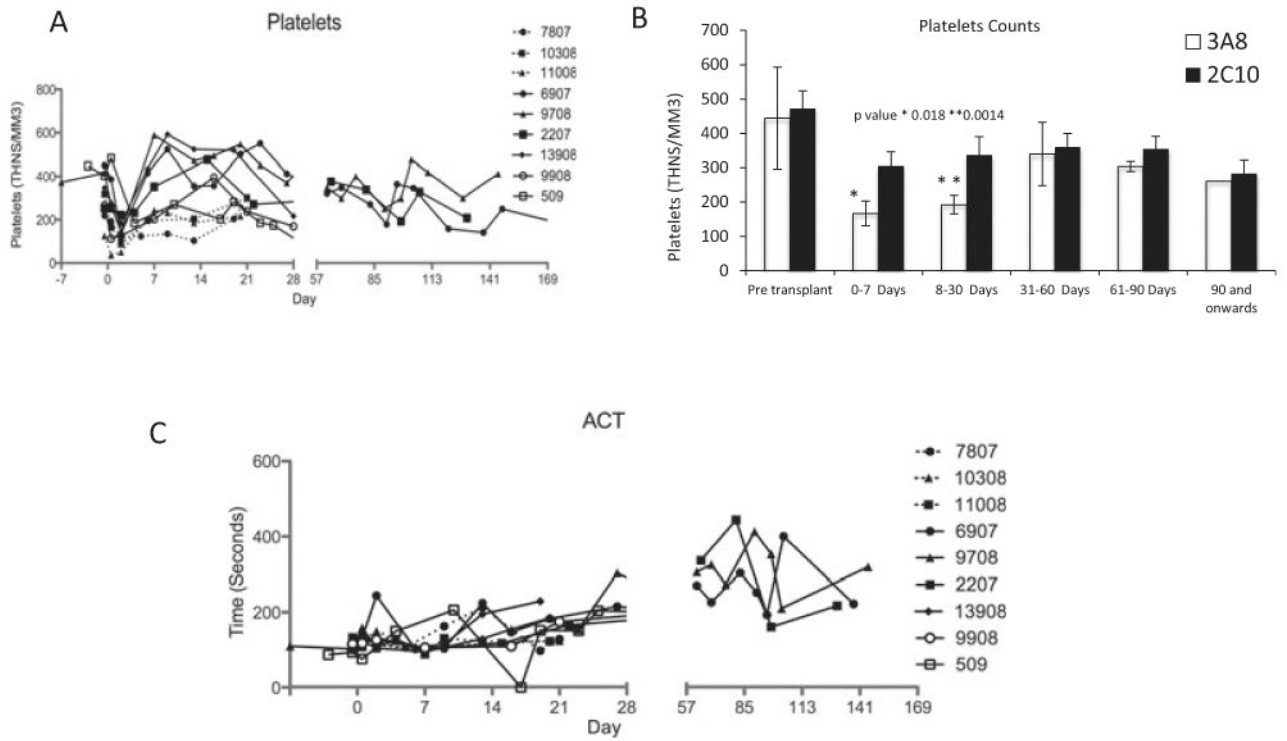 A
Platelets
7807
10308
11008
6907
9708
2207
13908
9908
509
Platelets (THNS/MM3)
800
600
400
200
0
-7 0 7 14 21 28 57 85 113 141 169
Day
B
Platelets Counts
3A8
2C10
p value * 0.018 **0.0014
Platelets (THNS/MM3)
700
600
500
400
300
200
100
0
*
* *
Pre transplant 0-7 Days 8-30 Days 31-60 Days 61-90 Days 90 and
onwards
C
ACT
7807
10308
11008
6907
9708
2207
13908
9908
509
Time (Seconds)
600
400
200
0
0 7 14 21 28 57 85 113 141 169
Day